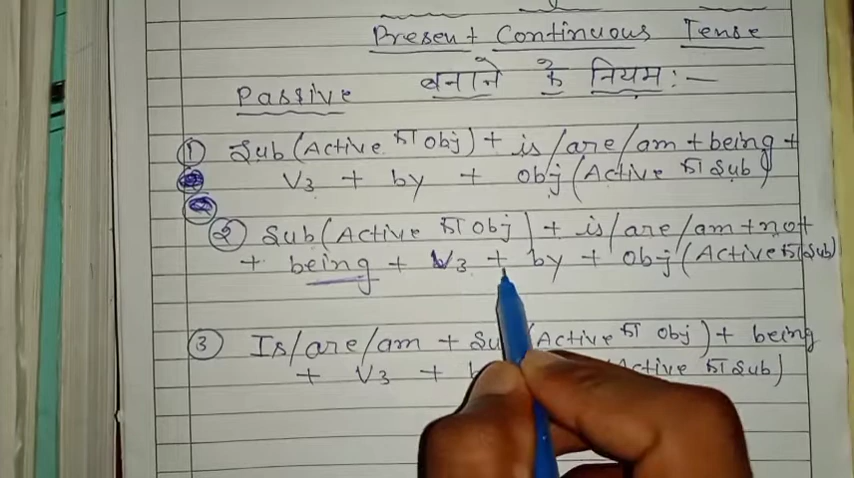 Present Continuous Tense
Passive बनाने के नियम:—
① Sub(Active का obj) + is/are/am + being +
V3 + by + obj(Active का Sub)
② Sub(Active का obj) + is/are/am + not
+ being + V3 + by + obj(Active का Sub)
③ Is/are/am + Sub(Active का obj) + being
+ V3 + Active का Sub)